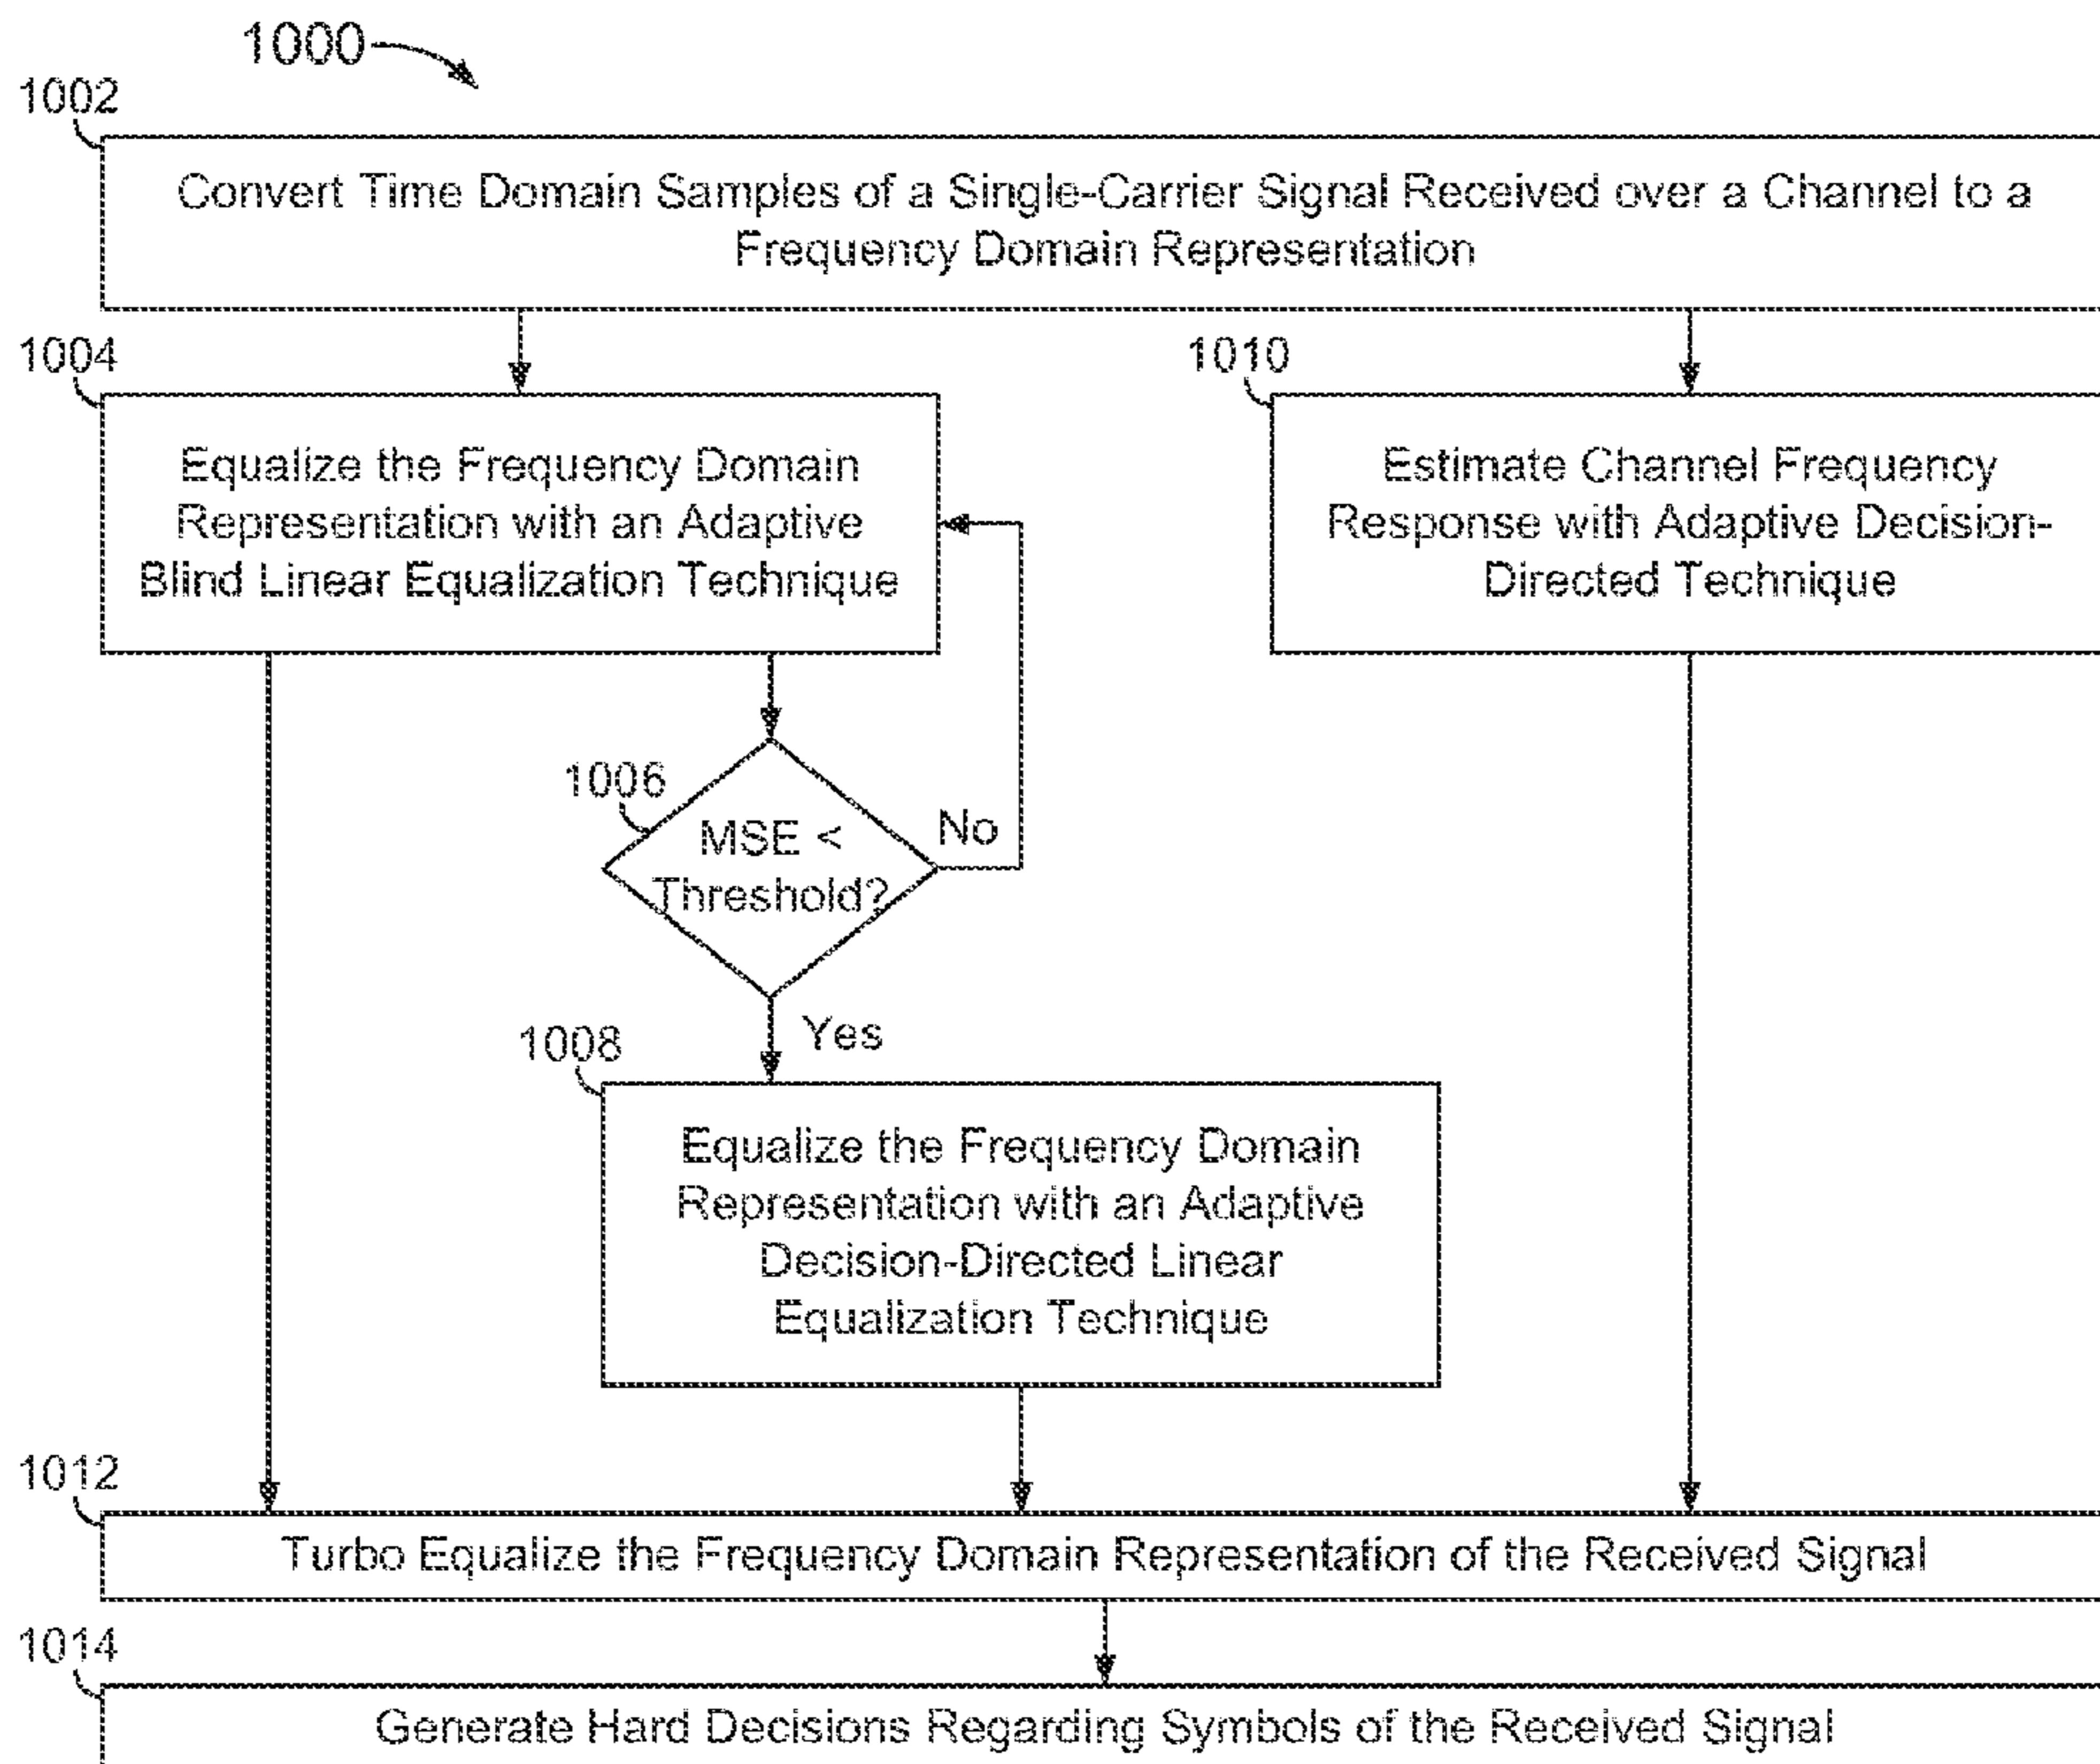 1000
1002
Convert Time Domain Samples of a Single-Carrier Signal Received over a Channel to a
Frequency Domain Representation
1004
Equalize the Frequency Domain
Representation with an Adaptive
Blind Linear Equalization Technique
1010
Estimate Channel Frequency
Response with Adaptive Decision-
Directed Technique
1006
MSE <
Threshold?
No
Yes
1008
Equalize the Frequency Domain
Representation with an Adaptive
Decision-Directed Linear
Equalization Technique
1012
Turbo Equalize the Frequency Domain Representation of the Received Signal
1014
Generate Hard Decisions Regarding Symbols of the Received Signal